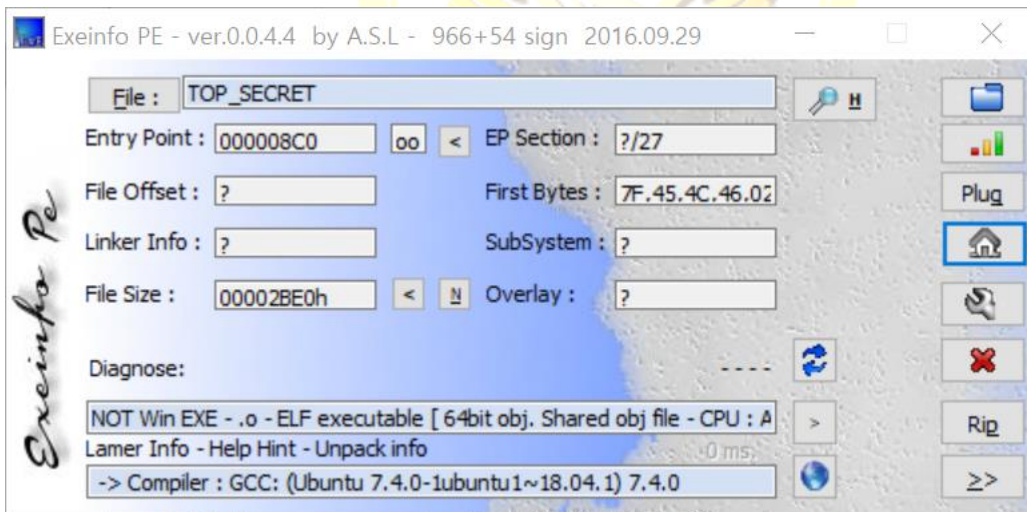 Exeinfo PE - ver.0.0.4.4 by A.S.L - 966+54 sign 2016.09.29
File : TOP_SECRET H
Entry Point : 000008C0 oo < EP Section : ?/27
File Offset : ? First Bytes : 7F.45.4C.46.02 Plug
Linker Info : ? SubSystem : ?
File Size : 00002BE0h < N Overlay : ?
Exeinfo Pe
Diagnose: - - - -
NOT Win EXE - .o - ELF executable [ 64bit obj. Shared obj file - CPU : A > Rip
Lamer Info - Help Hint - Unpack info 0 ms.
-> Compiler : GCC: (Ubuntu 7.4.0-1ubuntu1~18.04.1) 7.4.0 >>